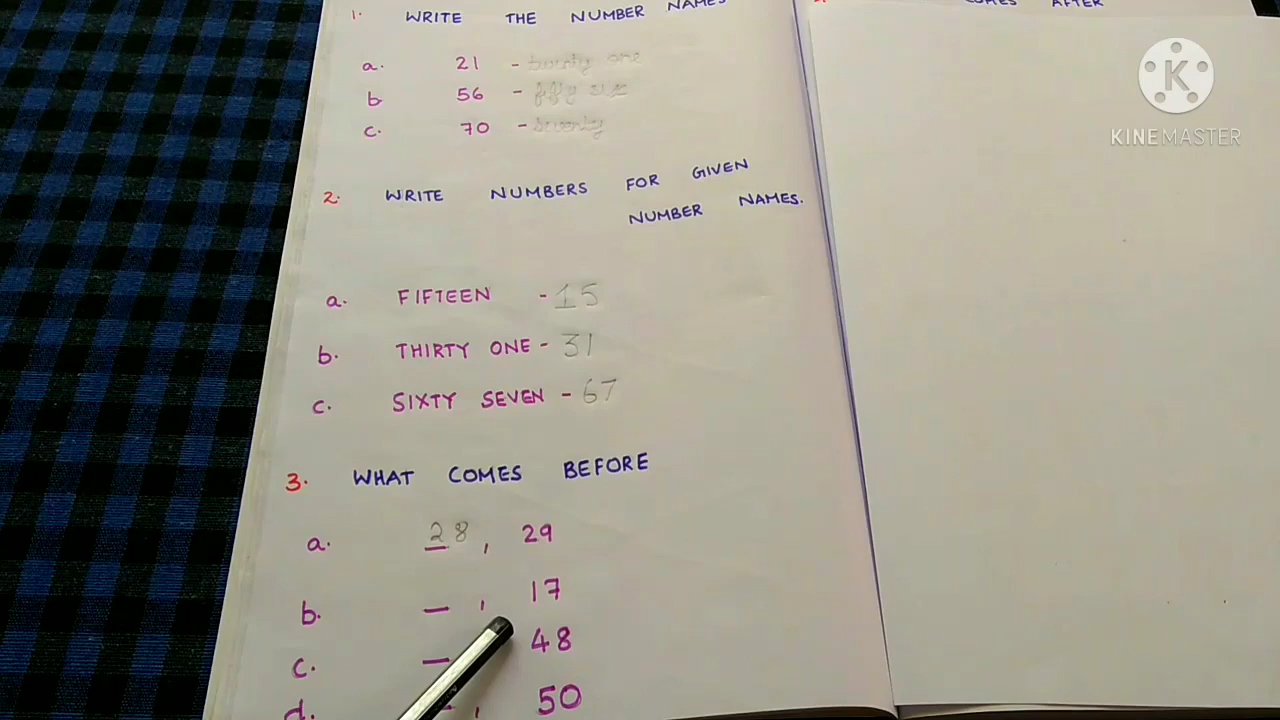 1. WRITE THE NUMBER NAMES
a. 21 - twenty one
b 56 - fifty six
c. 70 - seventy
2. WRITE NUMBERS FOR GIVEN
NUMBER NAMES.
a. FIFTEEN - 15
b. THIRTY ONE - 31
c. SIXTY SEVEN - 67
3. WHAT COMES BEFORE
a. 28, 29
b. _, 17
c. _ 48
d. _, 50
COMES AFTER
K
KINEMASTER